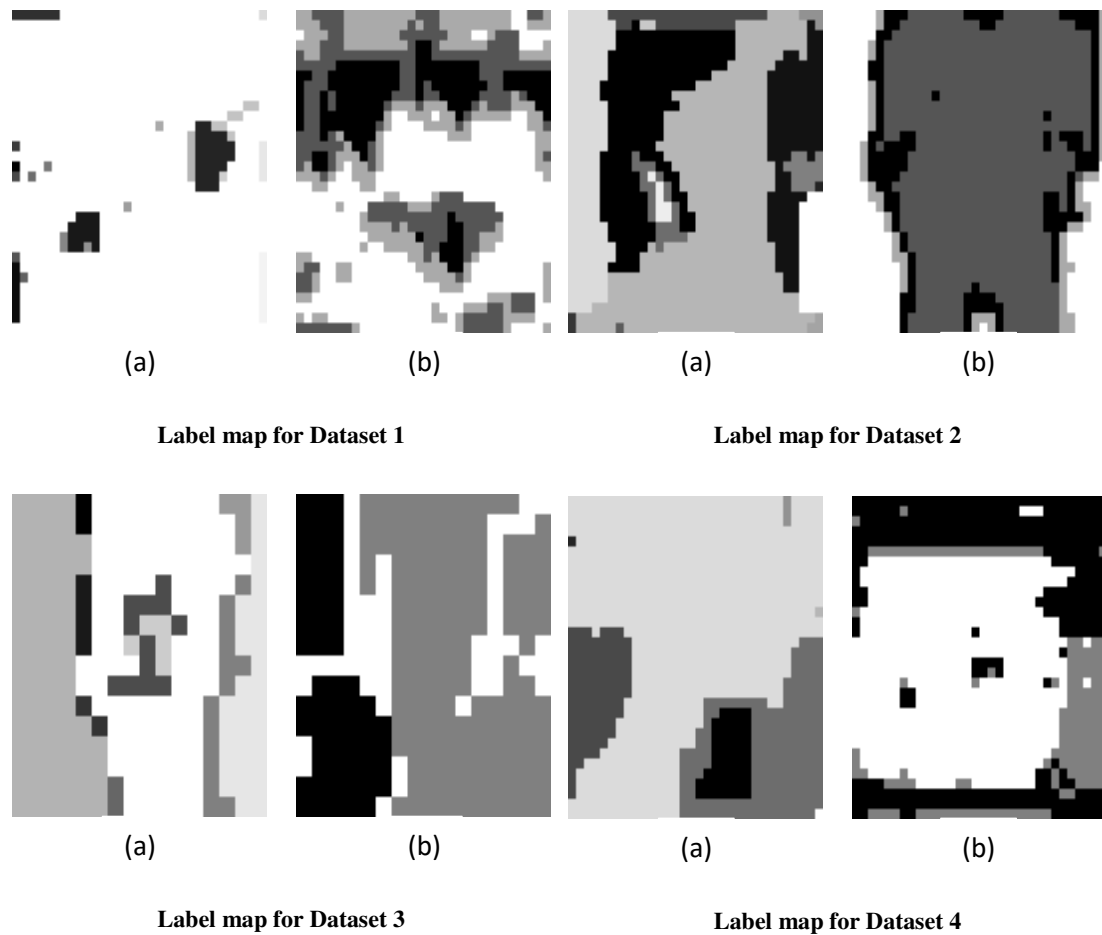 (a) (b) (a) (b)
Label map for Dataset 1 Label map for Dataset 2
(a) (b) (a) (b)
Label map for Dataset 3 Label map for Dataset 4